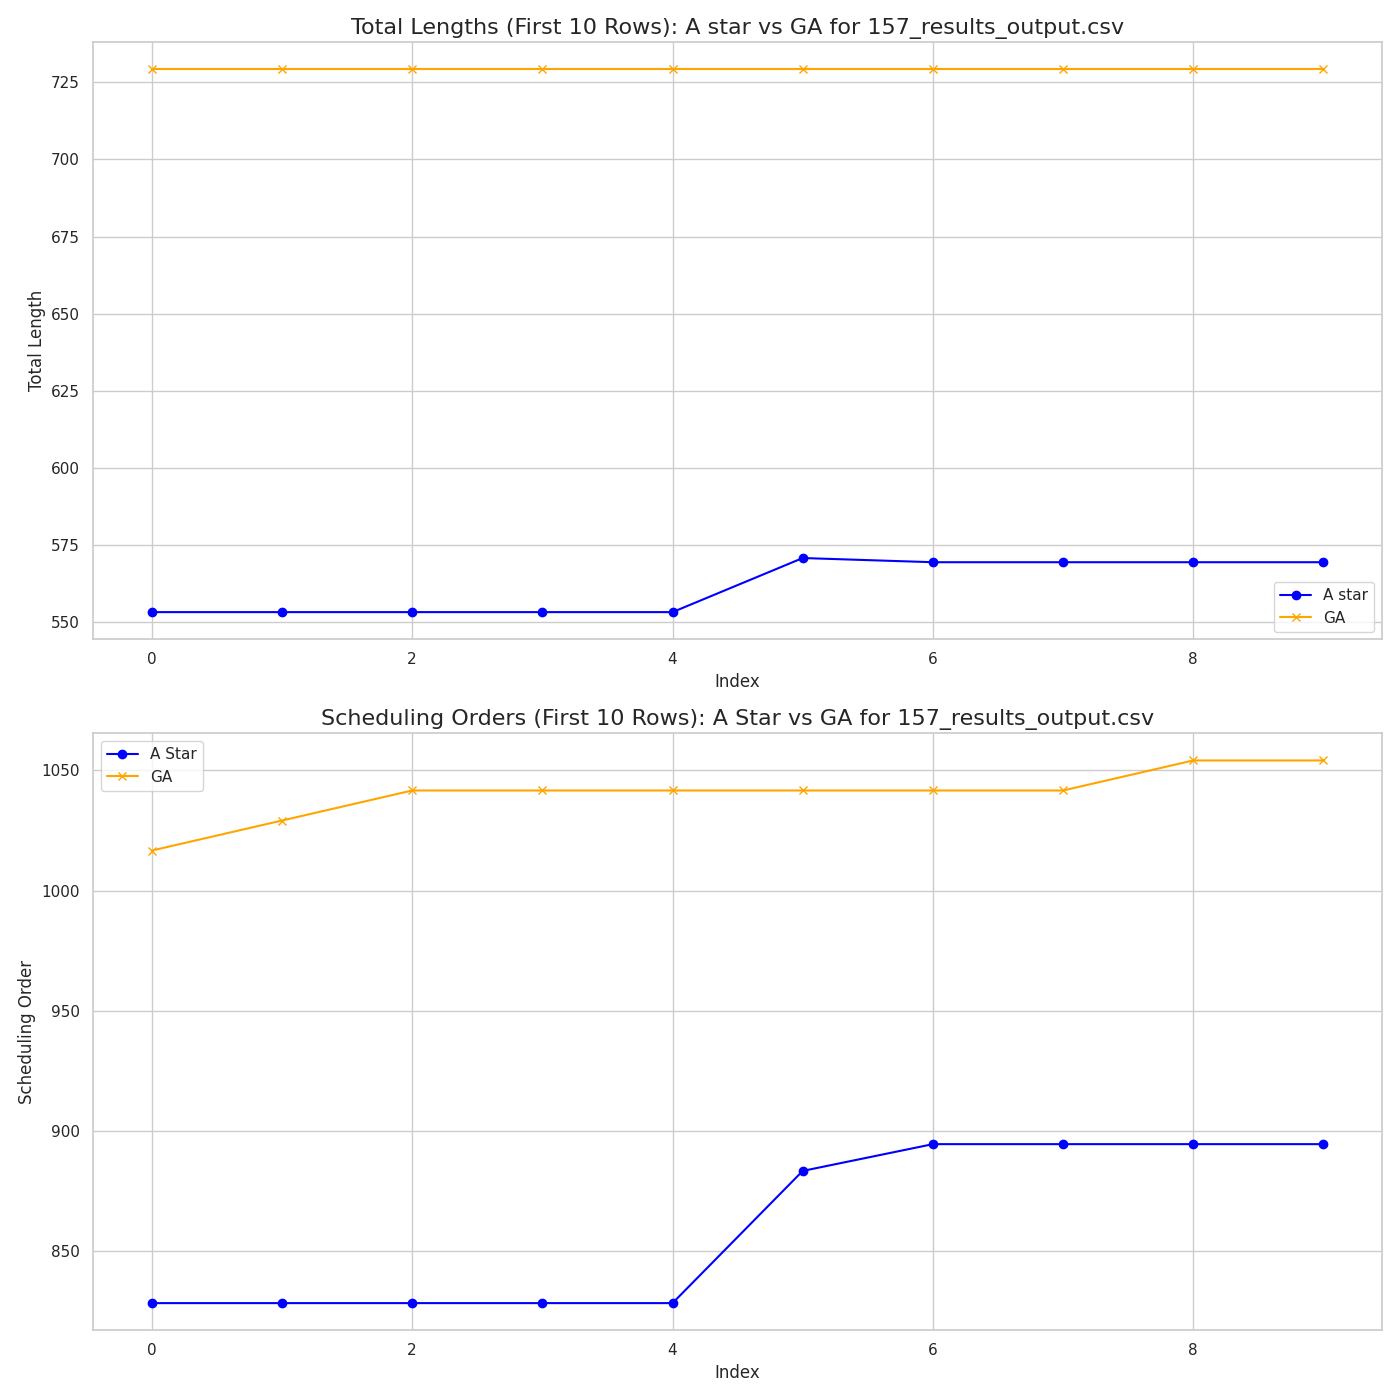 Total Lengths (First 10 Rows): A star vs GA for 157_results_output.csv
725
700
675
650
625
600
575
550
Total Length
A star
GA
0 2 4 6 8
Index
Scheduling Orders (First 10 Rows): A Star vs GA for 157_results_output.csv
A Star
GA
1050
1000
950
900
850
Scheduling Order
0 2 4 6 8
Index